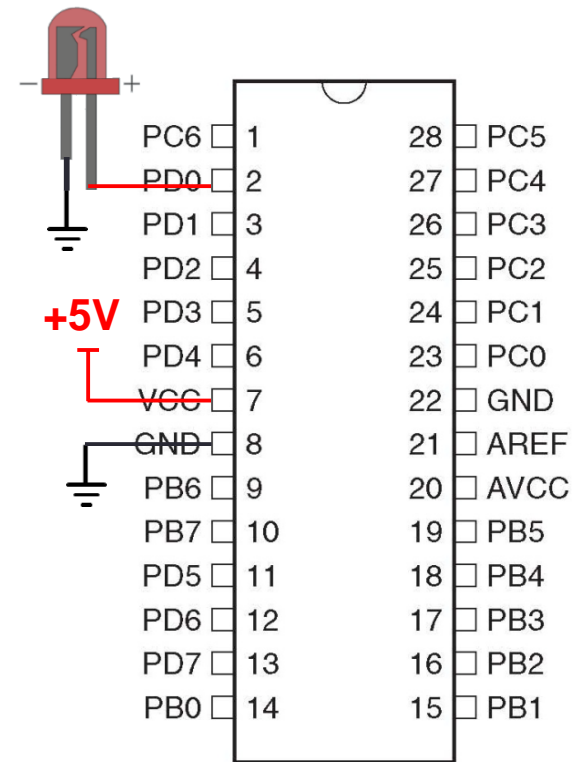 − +
PC6 1 28 PC5
PD0 2 27 PC4
PD1 3 26 PC3
PD2 4 25 PC2
+5V PD3 5 24 PC1
PD4 6 23 PC0
VCC 7 22 GND
GND 8 21 AREF
PB6 9 20 AVCC
PB7 10 19 PB5
PD5 11 18 PB4
PD6 12 17 PB3
PD7 13 16 PB2
PB0 14 15 PB1